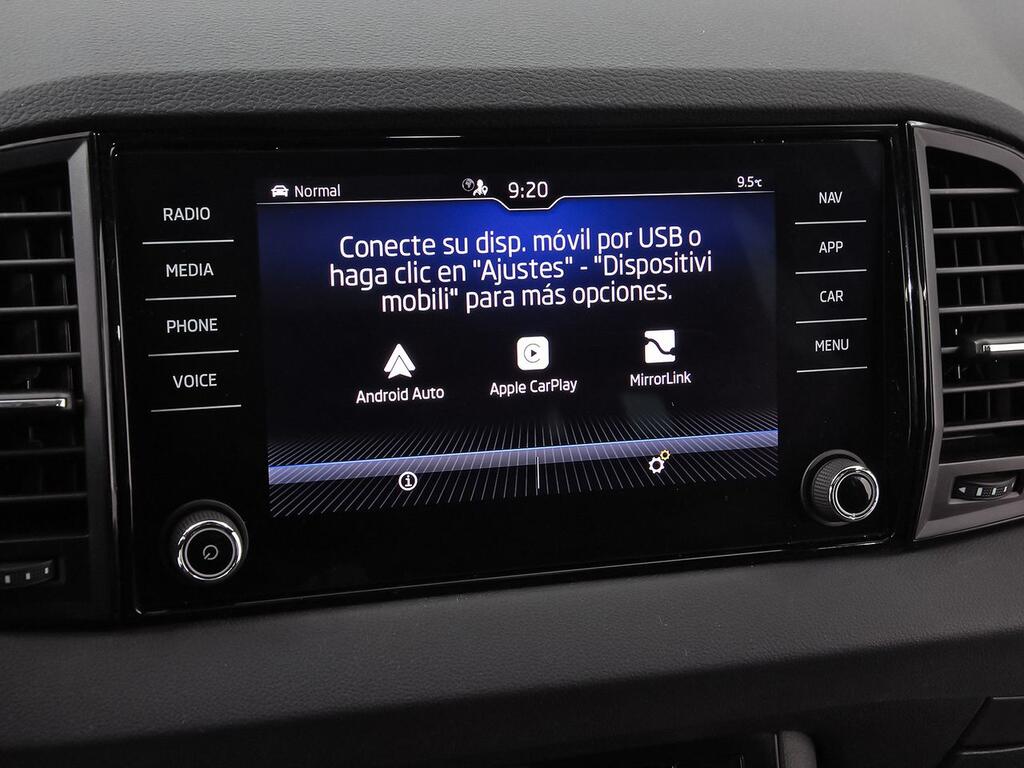 Normal
9:20
9.5℃
RADIO
MEDIA
PHONE
VOICE
Conecte su disp. móvil por USB o
haga clic en "Ajustes" - "Dispositivi
mobili" para más opciones.
Android Auto
Apple CarPlay
MirrorLink
NAV
APP
CAR
MENU